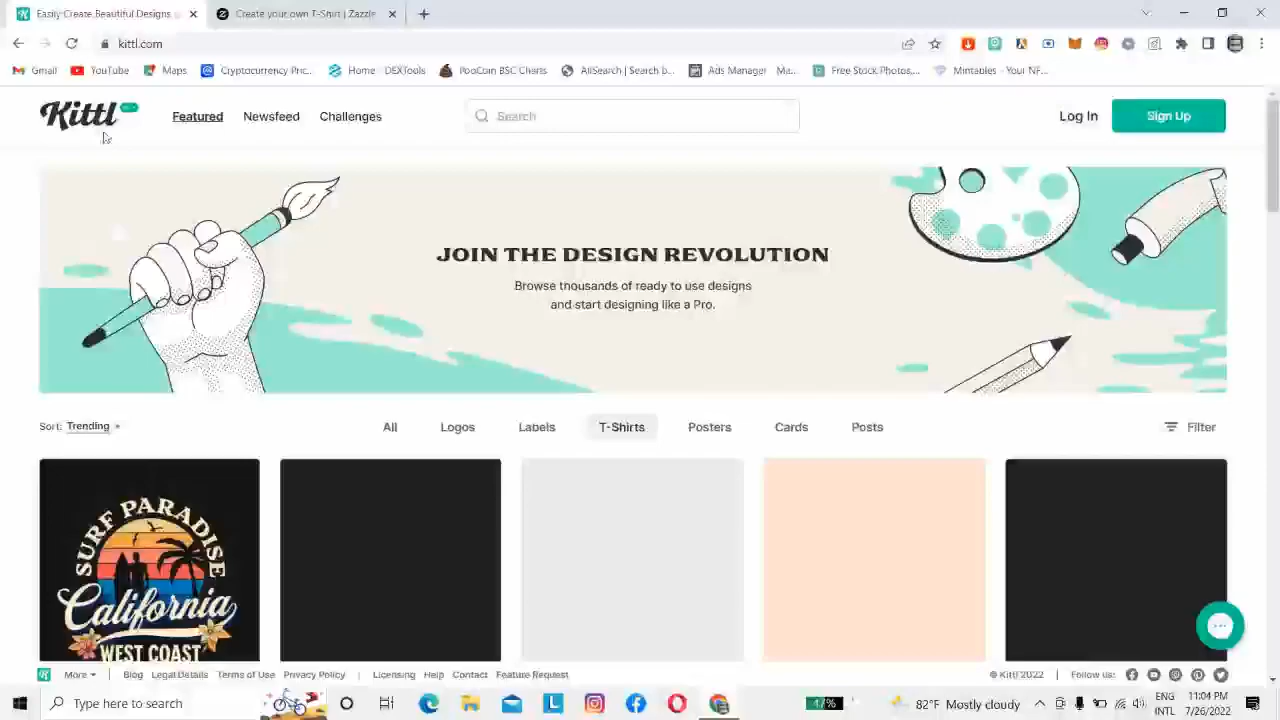 Easily Create Beautiful Designs
Create your own T-Shirt | Zazzle
kittl.com
Gmail
YouTube
Maps
Cryptocurrency Pric...
Home - DEXTools
PooCoin BSC Charts
AllSearch | Search b...
Ads Manager - Ma...
Free Stock Photos,...
Mintables - Your NF...
Kittl
Featured
Newsfeed
Challenges
Search
Log In
Sign Up
JOIN THE DESIGN REVOLUTION
Browse thousands of ready to use designs
and start designing like a Pro.
Sort: Trending
All
Logos
Labels
T-Shirts
Posters
Cards
Posts
Filter
SURF PARADISE
California
WEST COAST
More
Blog
Legal Details
Terms of Use
Privacy Policy
Licensing
Help
Contact
Feature Request
© Kittl 2022
Follow us:
Type here to search
47%
82°F Mostly cloudy
ENG
INTL
11:04 PM
7/26/2022